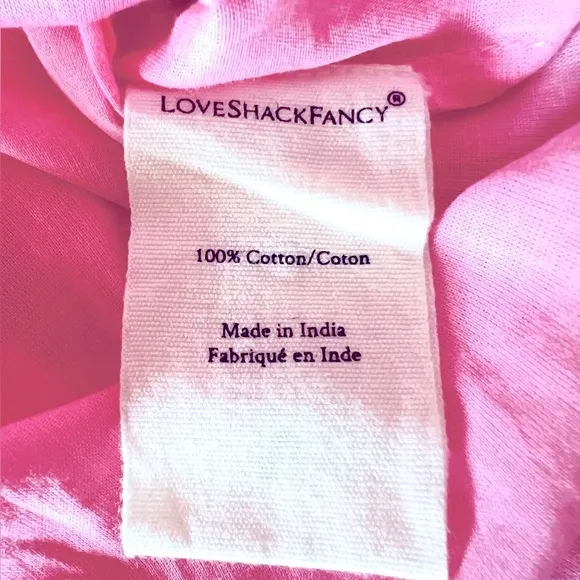 LOVESHACKFANCY®
100% Cotton/Coton
Made in India
Fabriqué en Inde